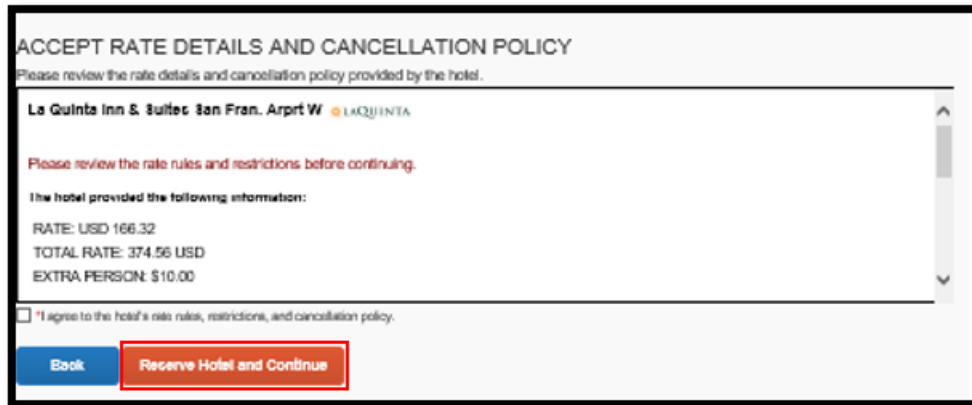 ACCEPT RATE DETAILS AND CANCELLATION POLICY
Please review the rate details and cancellation policy provided by the hotel.
La Quinta Inn & Suites San Fran. Arprt W LAQUINTA
Please review the rate rules and restrictions before continuing.
The hotel provided the following information:
RATE: USD 166.32
TOTAL RATE: 374.56 USD
EXTRA PERSON: $10.00
*I agree to the hotel's rate rules, restrictions, and cancellation policy.
Back Reserve Hotel and Continue